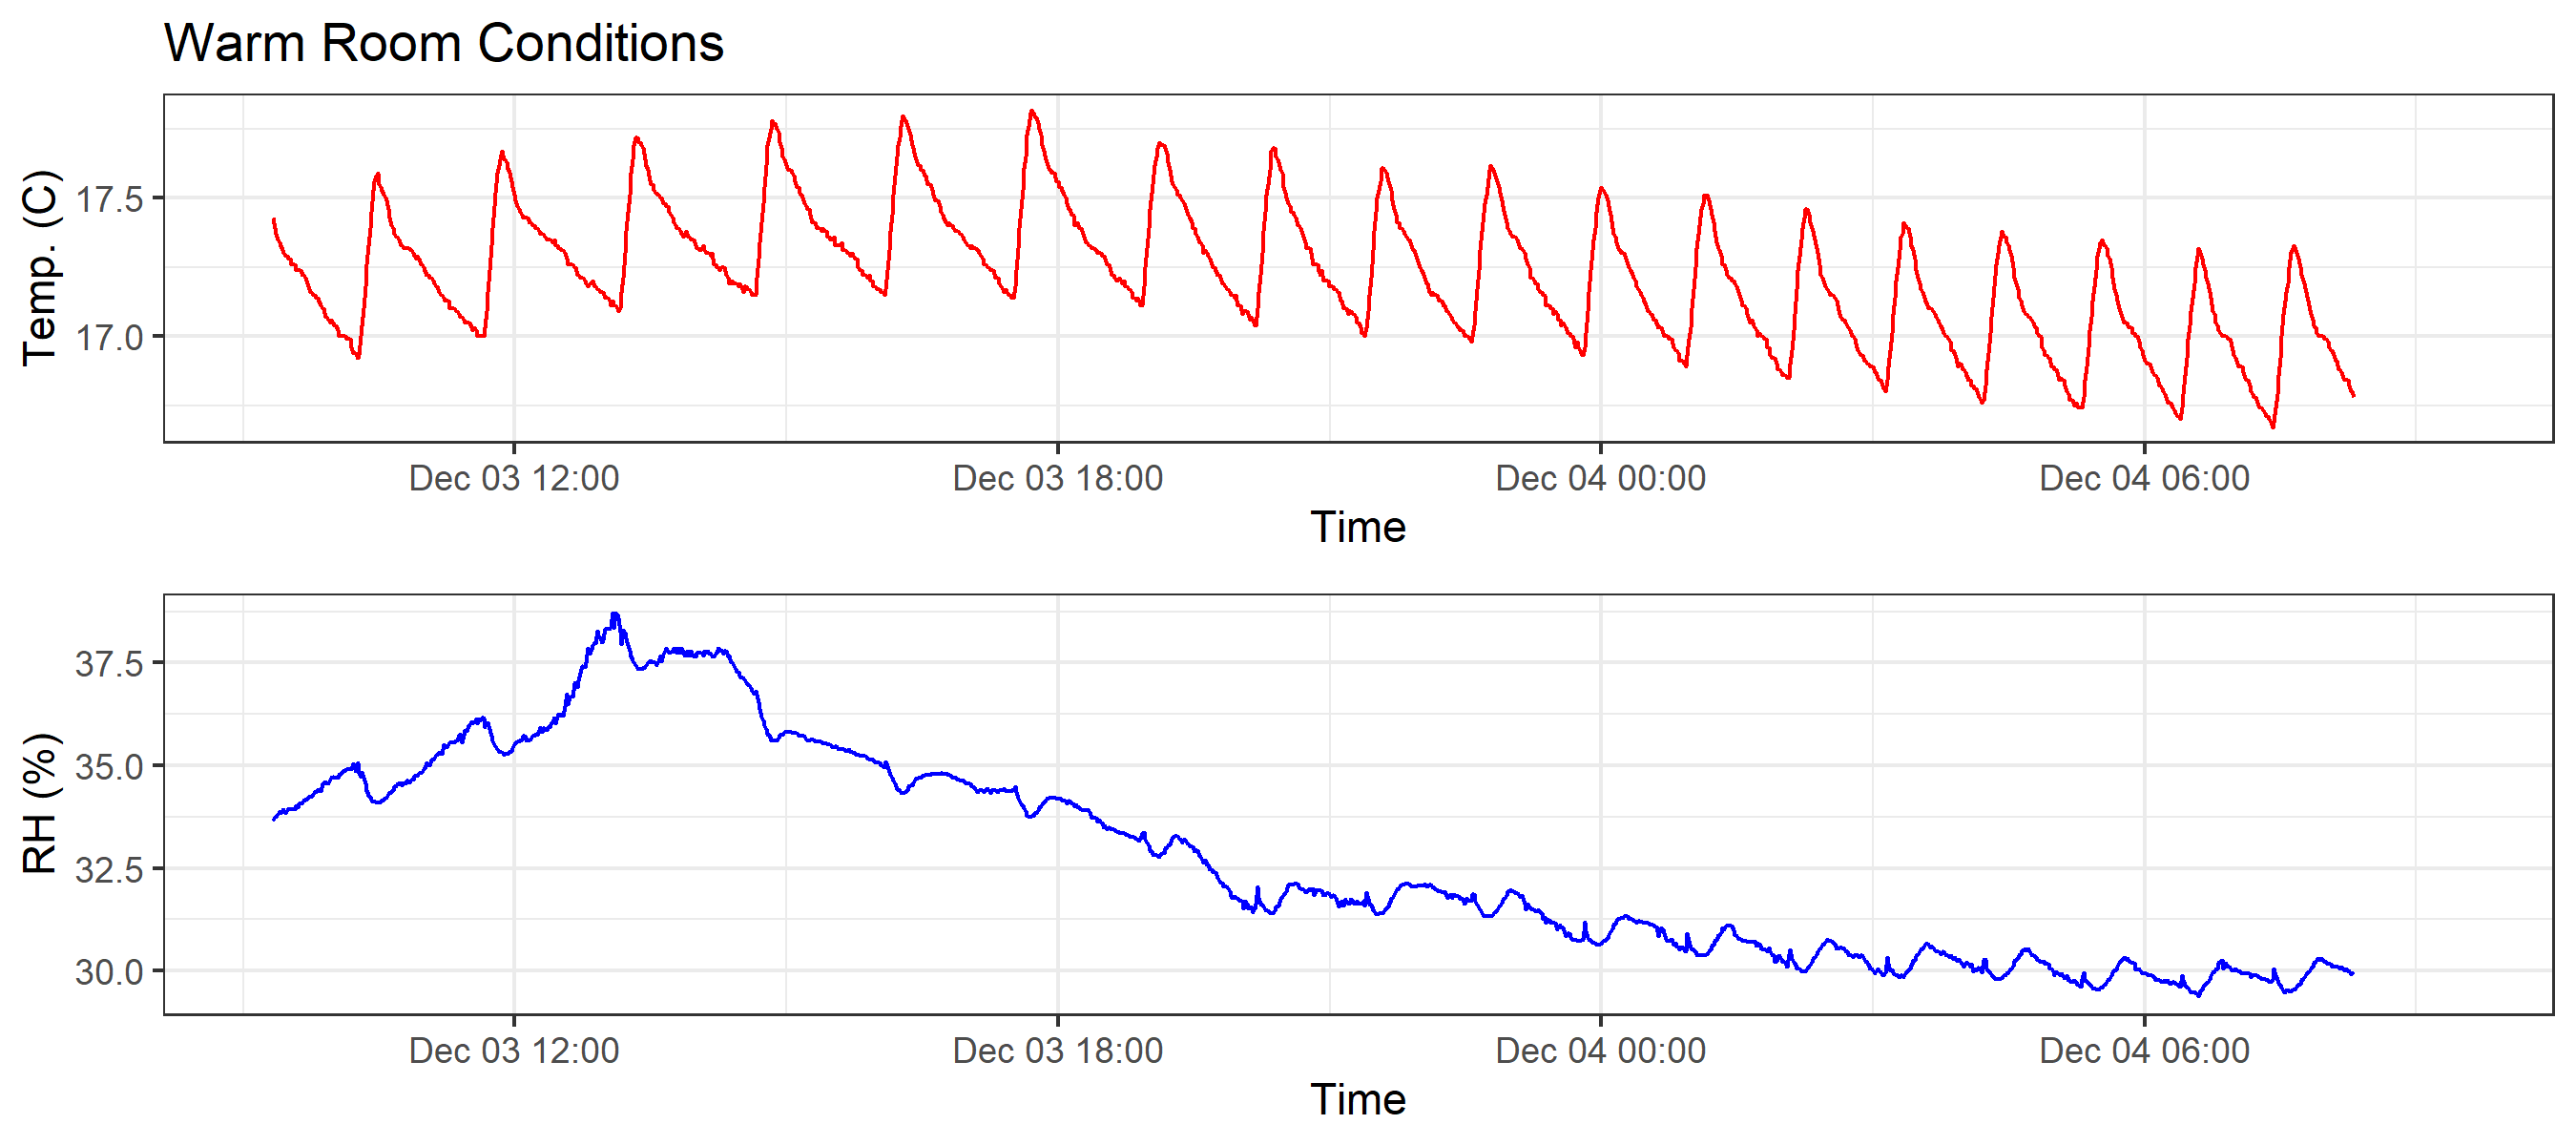 Warm Room Conditions
Temp. (C)
17.5
17.0
Dec 03 12:00 Dec 03 18:00 Dec 04 00:00 Dec 04 06:00
Time
RH (%)
37.5
35.0
32.5
30.0
Dec 03 12:00 Dec 03 18:00 Dec 04 00:00 Dec 04 06:00
Time